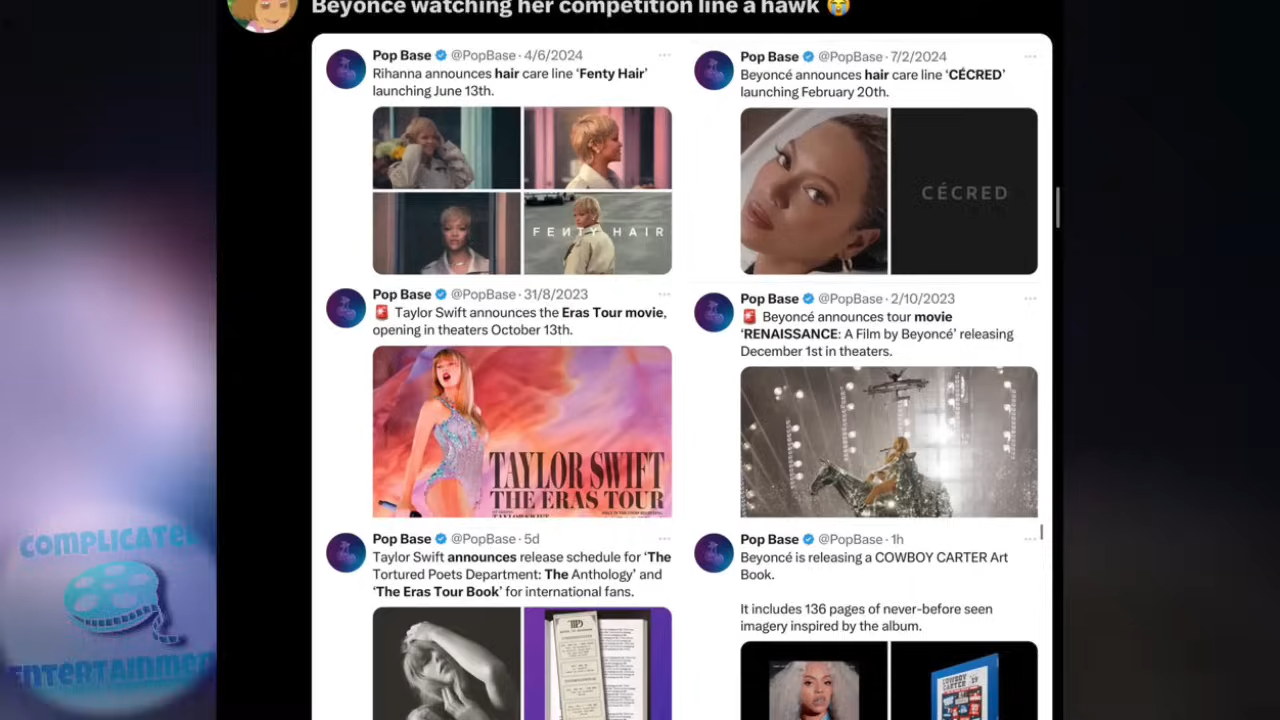 Beyoncé watching her competition line a hawk 😭
Pop Base @PopBase · 4/6/2024
Rihanna announces hair care line ‘Fenty Hair’
launching June 13th.
FENTY HAIR
Pop Base @PopBase · 7/2/2024
Beyoncé announces hair care line ‘CÉCRED’
launching February 20th.
CÉCRED
Pop Base @PopBase · 31/8/2023
🚨 Taylor Swift announces the Eras Tour movie,
opening in theaters October 13th.
TAYLOR SWIFT
THE ERAS TOUR
Pop Base @PopBase · 2/10/2023
🚨 Beyoncé announces tour movie
‘RENAISSANCE: A Film by Beyoncé’ releasing
December 1st in theaters.
Pop Base @PopBase · 5d
Taylor Swift announces release schedule for ‘The
Tortured Poets Department: The Anthology’ and
‘The Eras Tour Book’ for international fans.
Pop Base @PopBase · 1h
Beyoncé is releasing a COWBOY CARTER Art
Book.
It includes 136 pages of never-before seen
imagery inspired by the album.
COWBOY
CARTER
COMPLICATED
ENTERTAINMENT